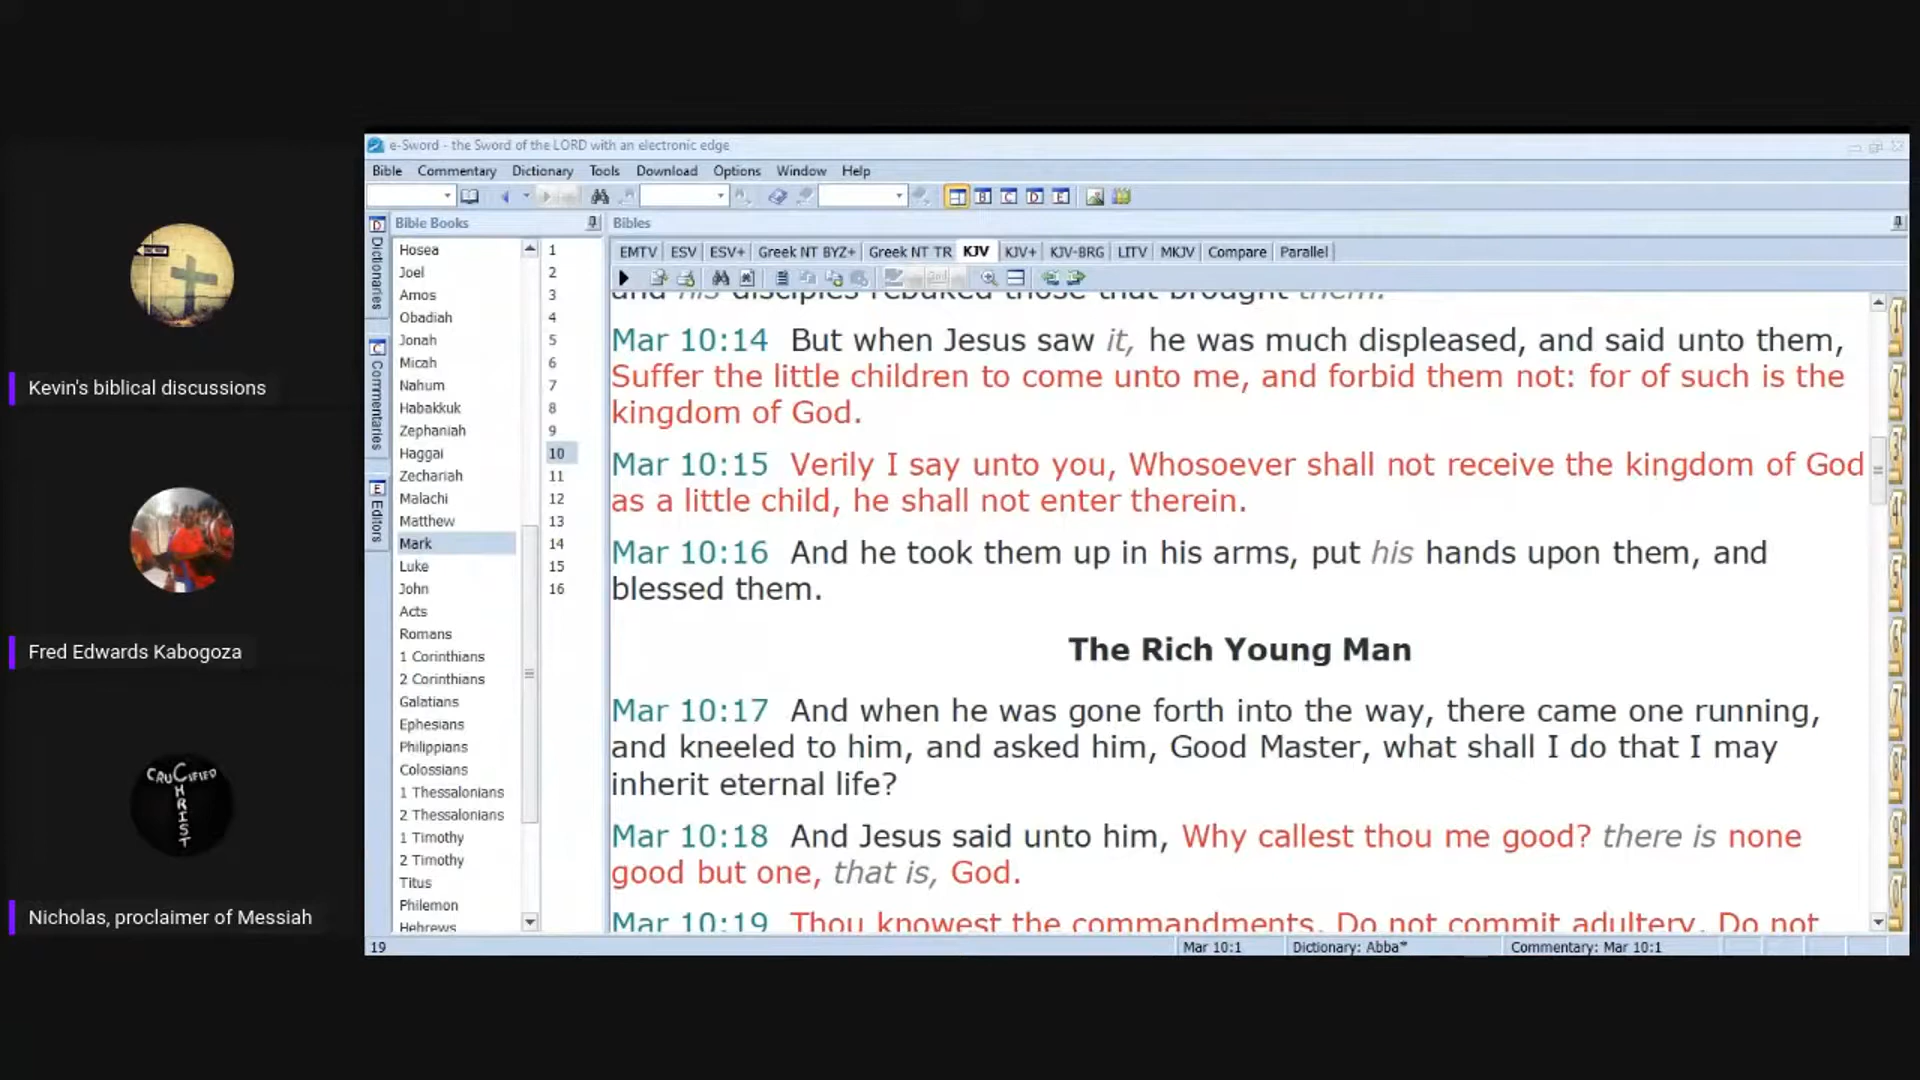 e-Sword - the Sword of the LORD with an electronic edge
Bible Commentary Dictionary Tools Download Options Window Help
B C D E
D Dictionaries
C Commentaries
E Editors
Bible Books
Hosea
Joel
Amos
Obadiah
Jonah
Micah
Nahum
Habakkuk
Zephaniah
Haggai
Zechariah
Malachi
Matthew
Mark
Luke
John
Acts
Romans
1 Corinthians
2 Corinthians
Galatians
Ephesians
Philippians
Colossians
1 Thessalonians
2 Thessalonians
1 Timothy
2 Timothy
Titus
Philemon
Hebrews
1
2
3
4
5
6
7
8
9
10
11
12
13
14
15
16
Bibles
EMTV ESV ESV+ Greek NT BYZ+ Greek NT TR KJV KJV+ KJV-BRG LITV MKJV Compare Parallel
and his disciples rebuked those that brought them.
Mar 10:14 But when Jesus saw it, he was much displeased, and said unto them,
Suffer the little children to come unto me, and forbid them not: for of such is the
kingdom of God.
Mar 10:15 Verily I say unto you, Whosoever shall not receive the kingdom of God
as a little child, he shall not enter therein.
Mar 10:16 And he took them up in his arms, put his hands upon them, and
blessed them.
The Rich Young Man
Mar 10:17 And when he was gone forth into the way, there came one running,
and kneeled to him, and asked him, Good Master, what shall I do that I may
inherit eternal life?
Mar 10:18 And Jesus said unto him, Why callest thou me good? there is none
good but one, that is, God.
Mar 10:19 Thou knowest the commandments, Do not commit adultery, Do not
19
Mar 10:1
Dictionary: Abba*
Commentary: Mar 10:1
Kevin's biblical discussions
Fred Edwards Kabogoza
CRUCIFIED
CHRIST
Nicholas, proclaimer of Messiah